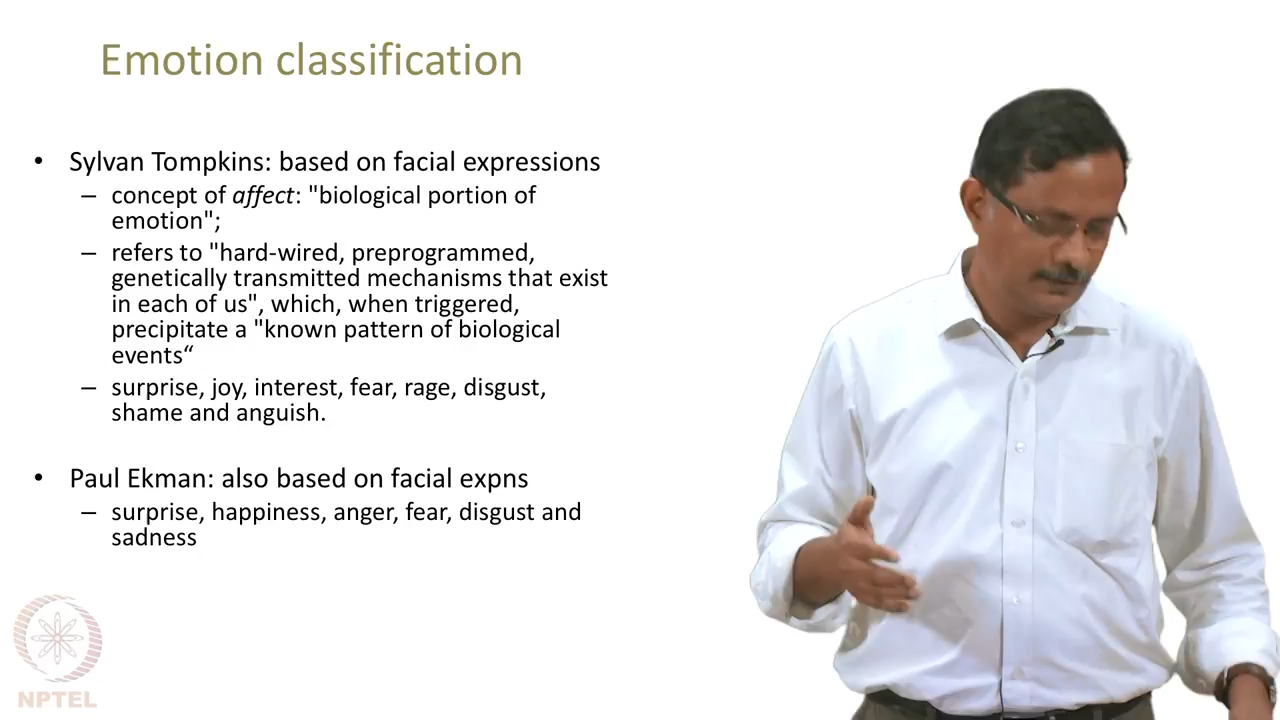 Emotion classification
• Sylvan Tompkins: based on facial expressions
– concept of affect: "biological portion of
emotion";
– refers to "hard-wired, preprogrammed,
genetically transmitted mechanisms that exist
in each of us", which, when triggered,
precipitate a "known pattern of biological
events“
– surprise, joy, interest, fear, rage, disgust,
shame and anguish.
• Paul Ekman: also based on facial expns
– surprise, happiness, anger, fear, disgust and
sadness
NPTEL